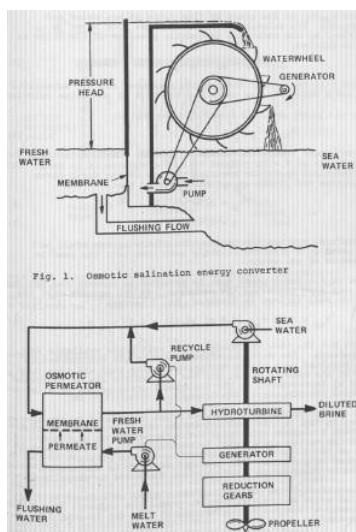 PRESSURE
HEAD
WATERWHEEL
GENERATOR
FRESH
WATER
SEA
WATER
MEMBRANE
PUMP
FLUSHING FLOW
Fig. 1. Osmotic salination energy converter
SEA
WATER
RECYCLE
PUMP
OSMOTIC
PERMEATOR
ROTATING
SHAFT
MEMBRANE
PERMEATE
FRESH
WATER
PUMP
HYDROTURBINE
DILUTED
BRINE
GENERATOR
REDUCTION
GEARS
FLUSHING
WATER
MELT
WATER
PROPELLER